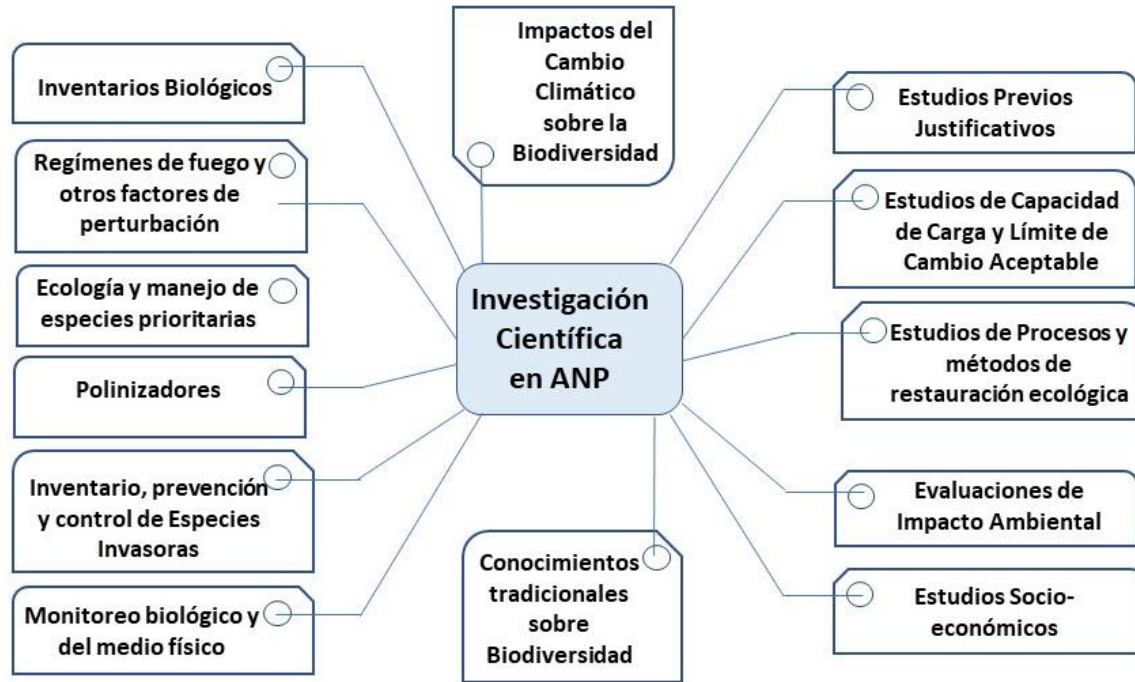 Inventarios Biológicos
Regímenes de fuego y
otros factores de
perturbación
Ecología y manejo de
especies prioritarias
Polinizadores
Inventario, prevención
y control de Especies
Invasoras
Monitoreo biológico y
del medio físico
Impactos del
Cambio
Climático
sobre la
Biodiversidad
Investigación
Científica
en ANP
Conocimientos
tradicionales
sobre
Biodiversidad
Estudios Previos
Justificativos
Estudios de Capacidad
de Carga y Límite de
Cambio Aceptable
Estudios de Procesos y
métodos de
restauración ecológica
Evaluaciones de
Impacto Ambiental
Estudios Socio-
económicos